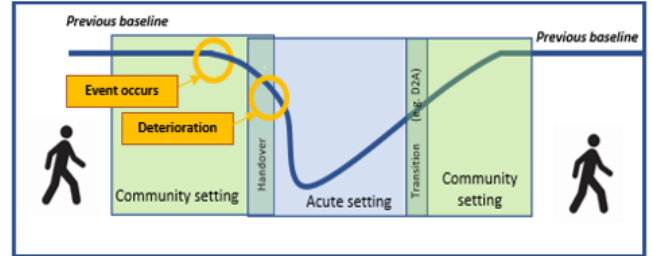 Previous baseline
Previous baseline
Event occurs
Deterioration
Handover
Transition (e.g. D2A)
Community setting
Acute setting
Community
setting